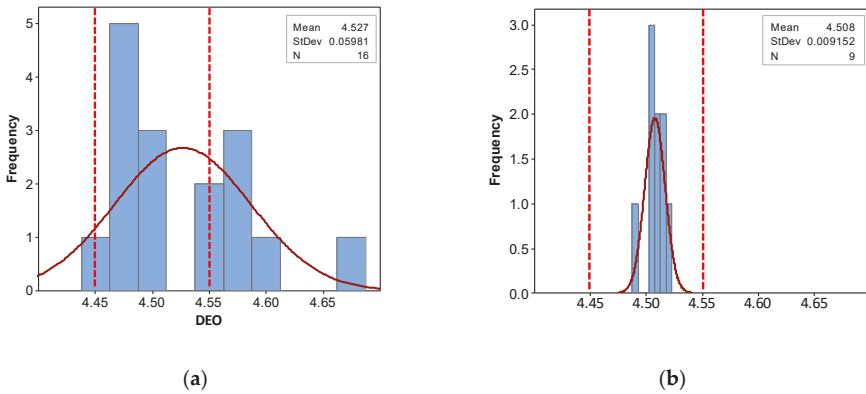 Mean 4.527
StDev 0.05981
N 16
Frequency
5
4
3
2
1
0
4.45 4.50 4.55 4.60 4.65
DEO
(a)
Mean 4.508
StDev 0.009152
N 9
Frequency
3.0
2.5
2.0
1.5
1.0
0.5
0.0
4.45 4.50 4.55 4.60 4.65
(b)